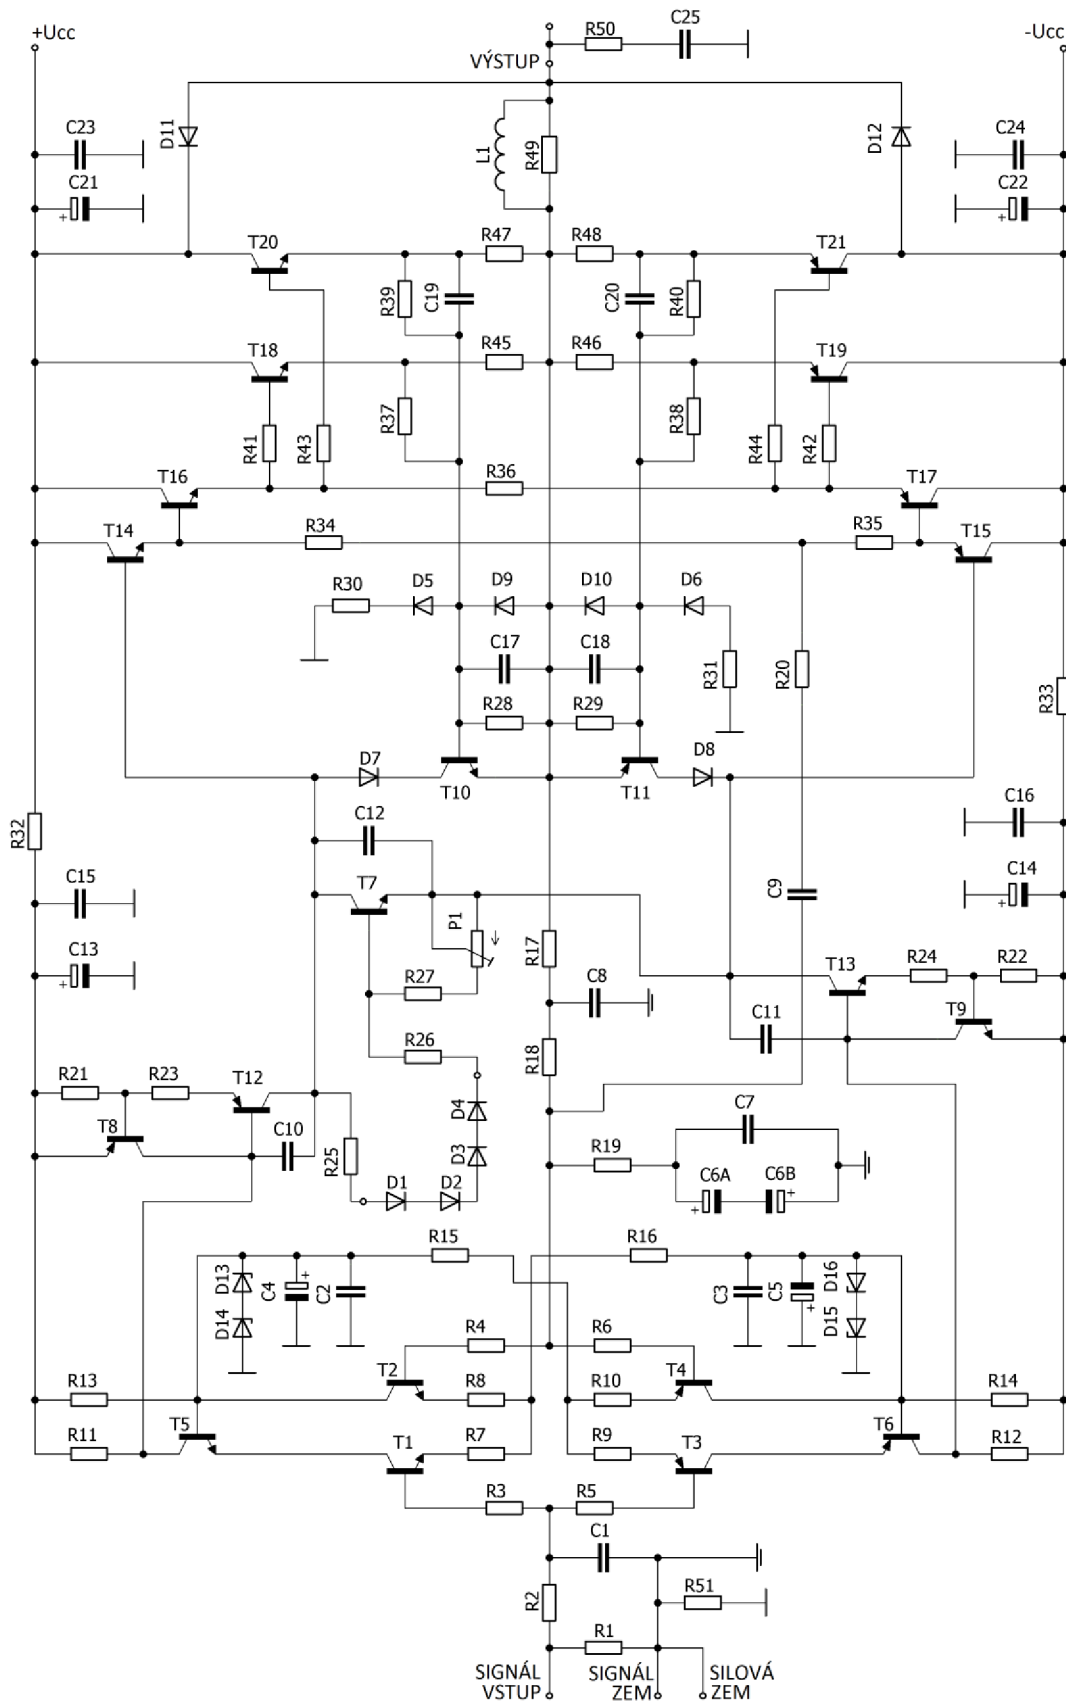 +Ucc
R50
C25
-Ucc
VÝSTUP
C23
D11
L1
R49
D12
C24
C21
C22
T20
R47
R48
T21
R39
C19
C20
R40
T18
R45
R46
T19
R37
R38
R41
R43
R44
R42
T16
R36
T17
T14
R34
R35
T15
R30
D5
D9
D10
D6
C17
C18
R31
R20
R33
R28
R29
D7
T10
T11
D8
R32
C12
C16
C15
T7
P1
C9
C14
C13
R27
R17
C8
T13
R24
R22
R26
R18
C11
T9
R21
R23
T12
D4
C7
T8
C10
R25
D3
R19
C6A
C6B
D1
D2
R15
R16
D13
D14
C4
C2
C3
C5
D16
D15
R4
R6
R13
T2
R8
R10
T4
R14
R11
T5
T1
R7
R9
T3
T6
R12
R3
R5
C1
R2
R51
R1
SIGNÁL VSTUP
SIGNÁL ZEM
SILOVÁ ZEM